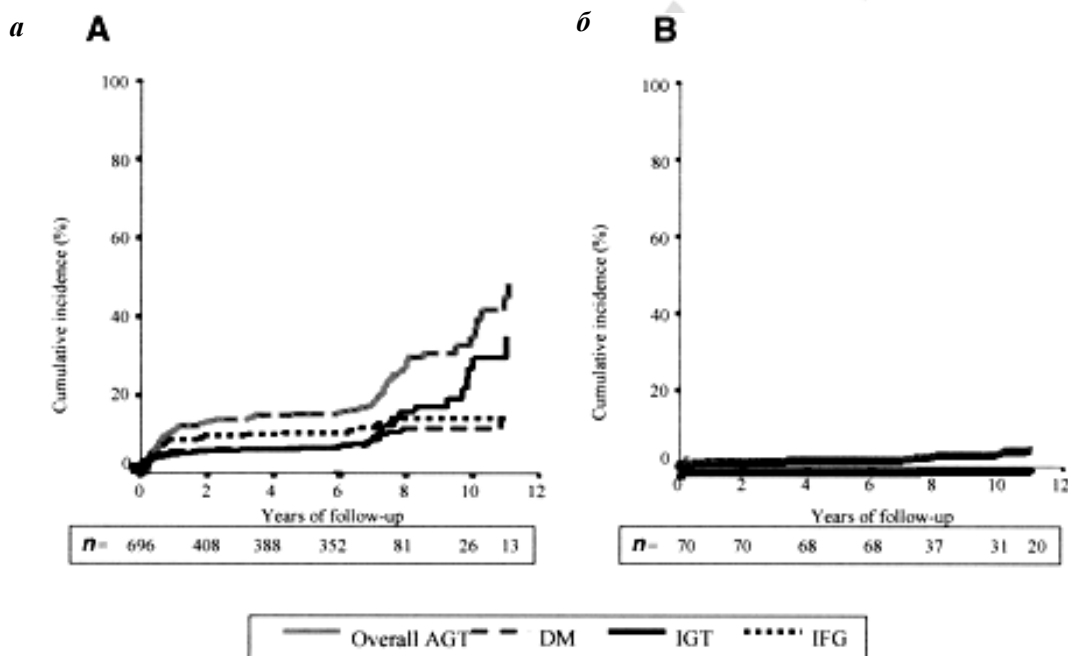 а A
100
80
60
40
20
0
Cumulative incidence (%)
0 2 4 6 8 10 12
Years of follow-up
n= 696 408 388 352 81 26 13
б B
100
80
60
40
20
0
Cumulative incidence (%)
0 2 4 6 8 10 12
Years of follow-up
n= 70 70 68 68 37 31 20
Overall AGT DM IGT IFG